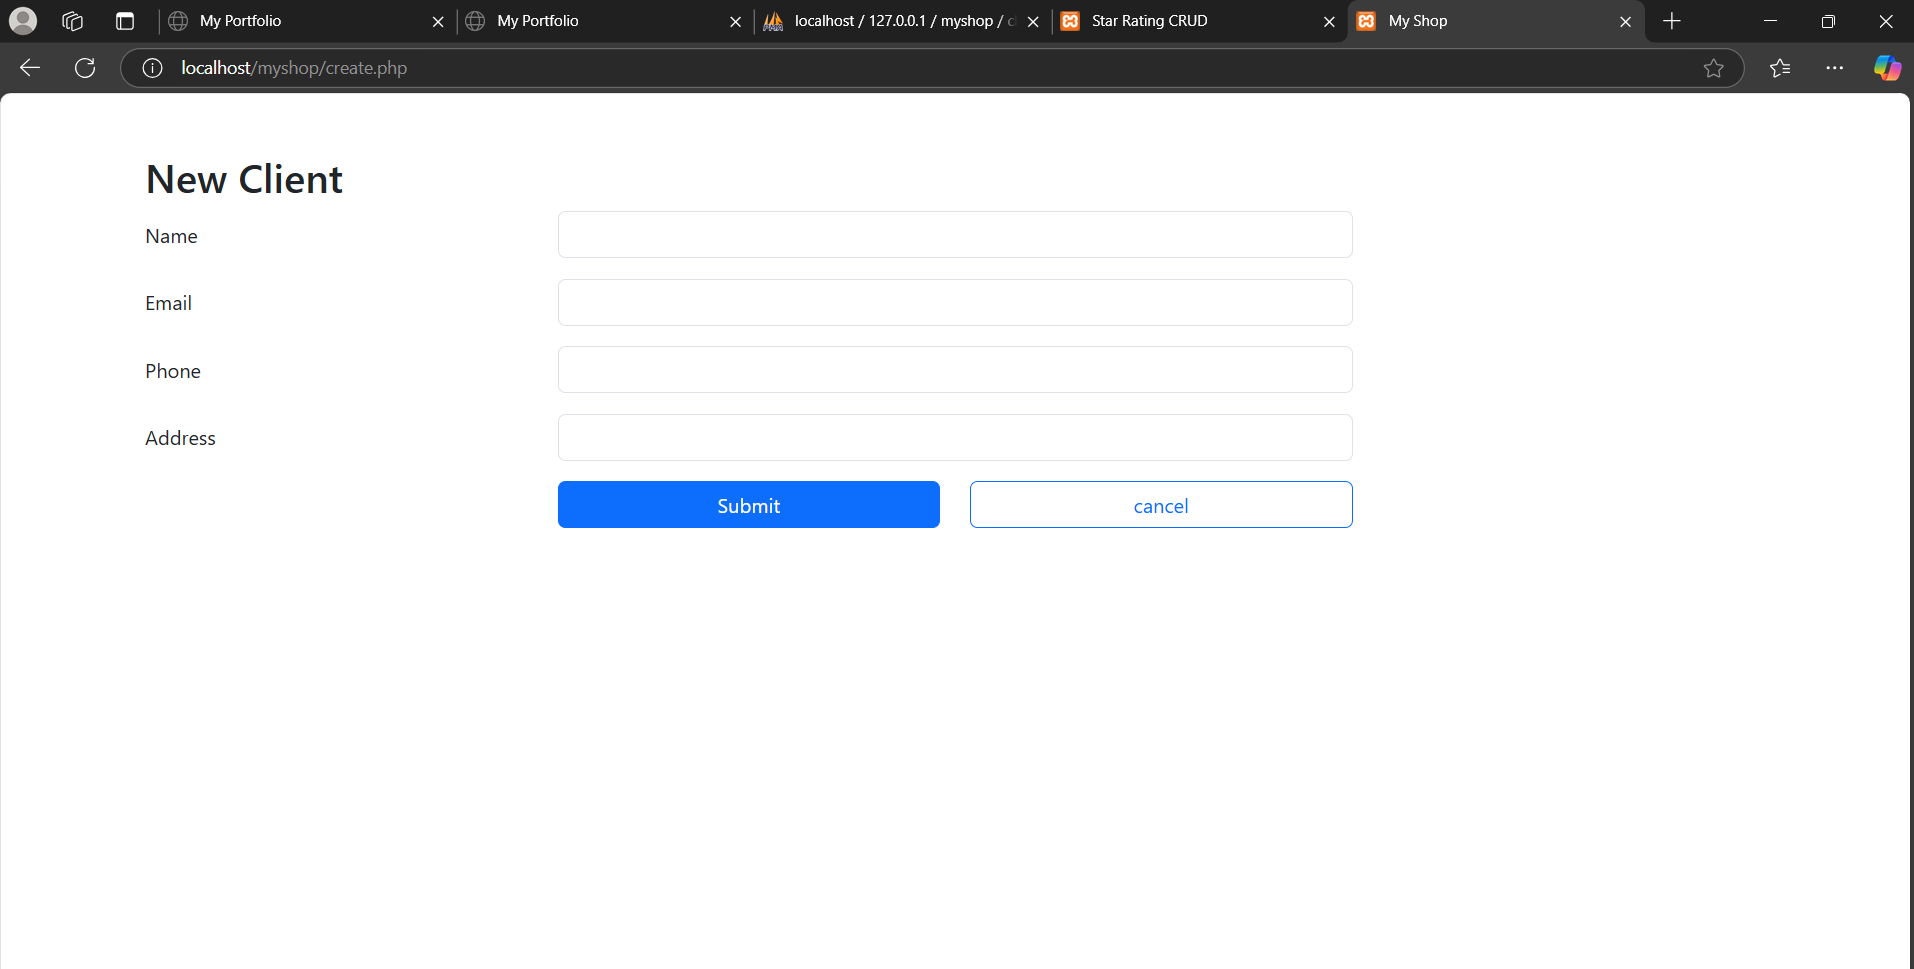 My Portfolio
My Portfolio
localhost / 127.0.0.1 / myshop /
Star Rating CRUD
My Shop
localhost/myshop/create.php
New Client
Name
Email
Phone
Address
Submit
cancel